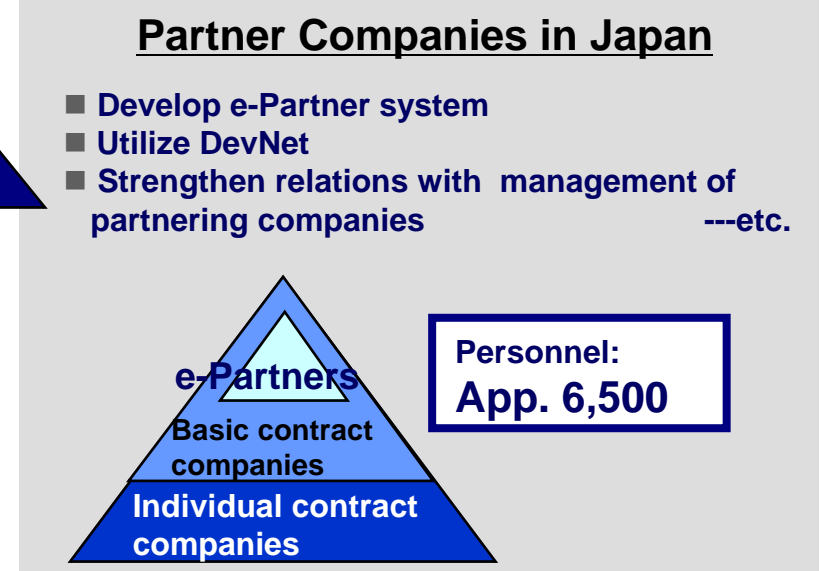 Partner Companies in Japan
Develop e-Partner system
Utilize DevNet
Strengthen relations with management of
partnering companies ---etc.
e-Partners
Basic contract
companies
Individual contract
companies
Personnel:
App. 6,500